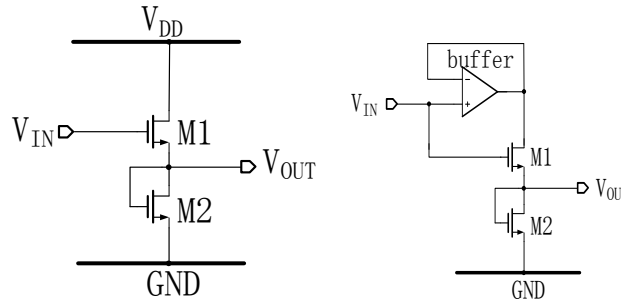 VDD
VIN
M1
VOUT
M2
GND
buffer
-
+
VIN
M1
VOU
M2
GND